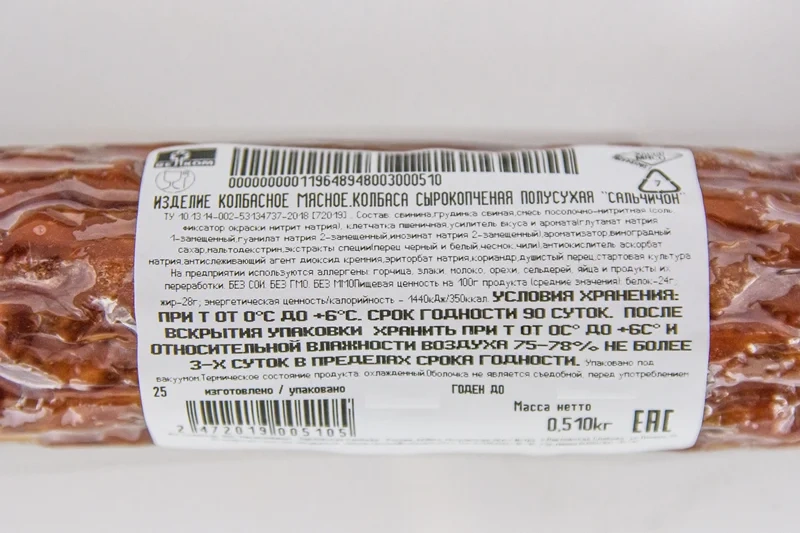 ВЕЛКОМ
000000000119648948003000510
7
ИЗДЕЛИЕ КОЛБАСНОЕ МЯСНОЕ.КОЛБАСА СЫРОКОПЧЕНАЯ ПОЛУСУХАЯ "САЛЬЧИЧОН"
ТУ 10.13.14-002-53134737-2018 (72019). Состав: свинина,грудинка свиная,смесь посолочно-нитритная (соль,
фиксатор окраски нитрит натрия), клетчатка пшеничная,усилитель вкуса и аромата(глутамат натрия
1-замещенный,гуанилат натрия 2-замещенный,инозинат натрия 2-замещенный),ароматизатор,виноградный
сахар,мальтодекстрин,экстракты специй(перец черный и белый,чеснок,чили),антиокислитель аскорбат
натрия,антислеживающий агент диоксид кремния,эриторбат натрия,кориандр,душистый перец,стартовая культура
На предприятии используются аллергены: горчица, злаки, молоко, орехи, сельдерей, яйца и продукты их
переработки. БЕЗ СОИ. БЕЗ ГМО. БЕЗ ММОПищевая ценность на 100г продукта (средние значения): белок-24г,
жир-28г; энергетическая ценность/калорийность - 1440кДж/350ккал. УСЛОВИЯ ХРАНЕНИЯ:
ПРИ Т ОТ 0°С ДО +6°С. СРОК ГОДНОСТИ 90 СУТОК. ПОСЛЕ
ВСКРЫТИЯ УПАКОВКИ ХРАНИТЬ ПРИ Т ОТ 0С° ДО +6С° И
ОТНОСИТЕЛЬНОЙ ВЛАЖНОСТИ ВОЗДУХА 75-78% НЕ БОЛЕЕ
3-Х СУТОК В ПРЕДЕЛАХ СРОКА ГОДНОСТИ. Упаковано под
вакуумом.Термическое состояние продукта: охлажденный.Оболочка не является съедобной, перед употреблением
25 изготовлено / упаковано ГОДЕН ДО
Масса нетто
2 472019 005105 0,510кг EAC